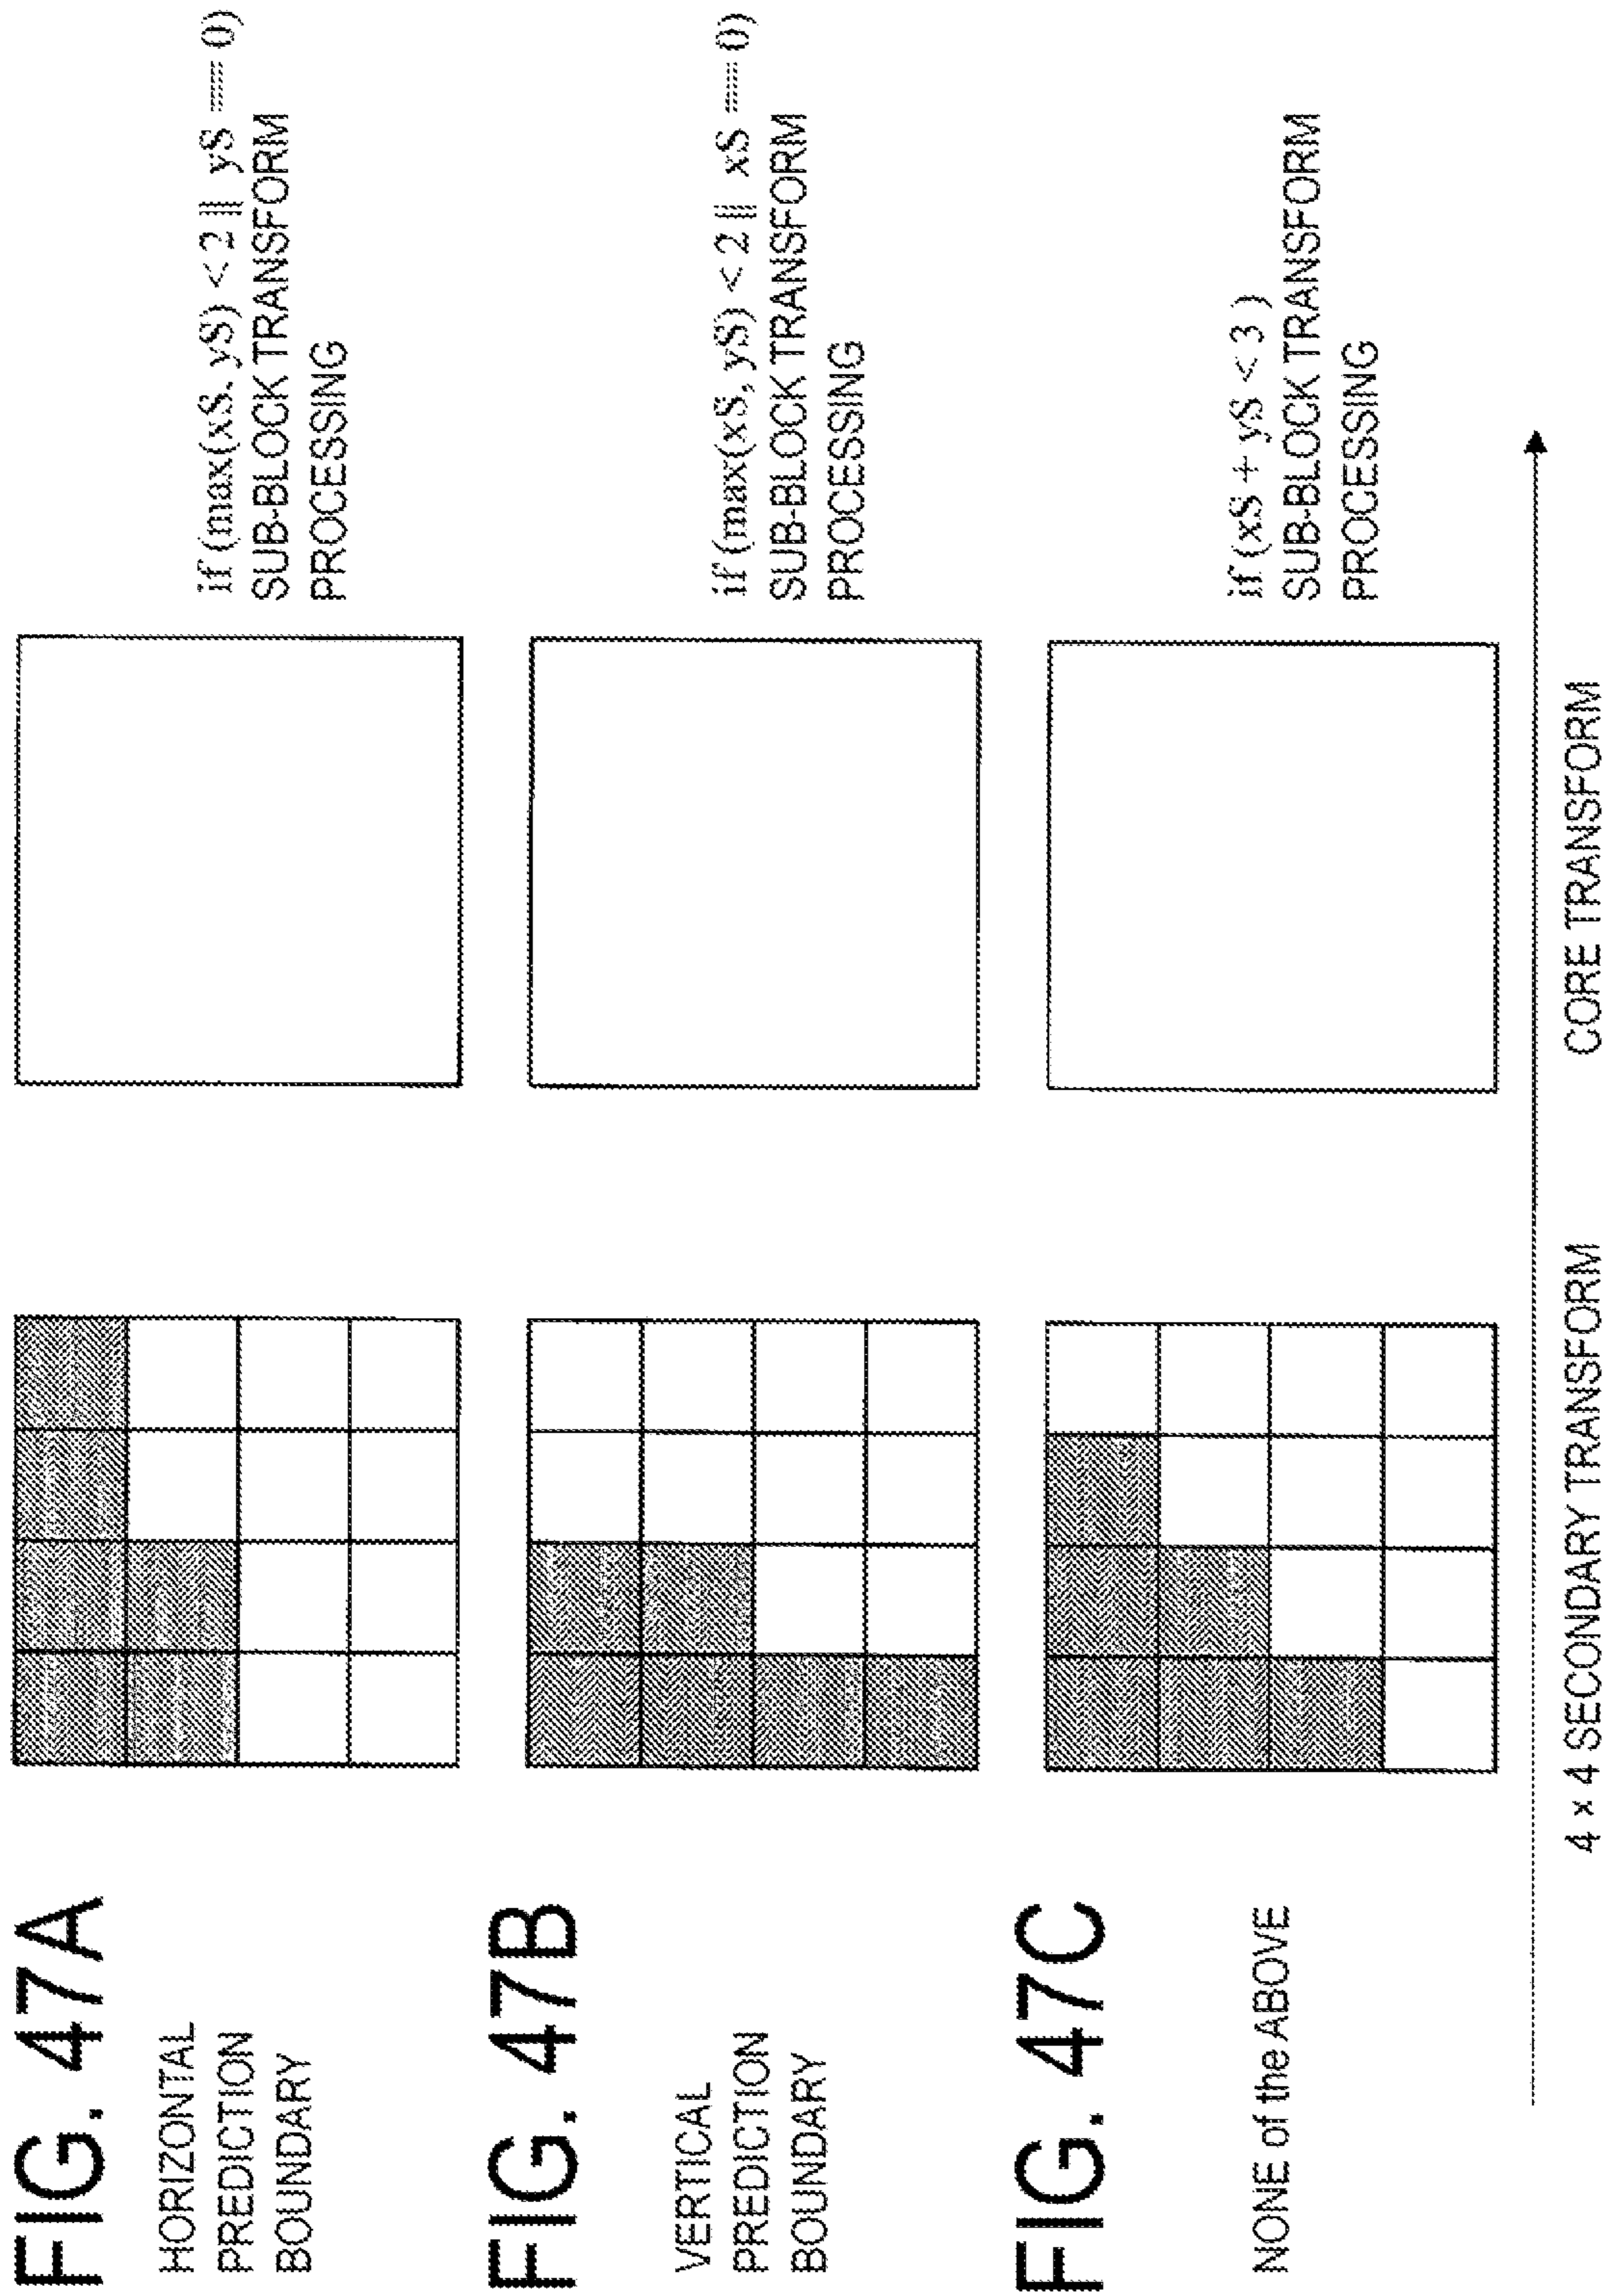 FIG. 47A
HORIZONTAL
PREDICTION
BOUNDARY
if (max(xS, yS) < 2 || yS == 0)
SUB-BLOCK TRANSFORM
PROCESSING
FIG. 47B
VERTICAL
PREDICTION
BOUNDARY
if (max(xS, yS) < 2 || xS == 0)
SUB-BLOCK TRANSFORM
PROCESSING
FIG. 47C
NONE of the ABOVE
if (xS + yS < 3 )
SUB-BLOCK TRANSFORM
PROCESSING
4 × 4 SECONDARY TRANSFORM
CORE TRANSFORM